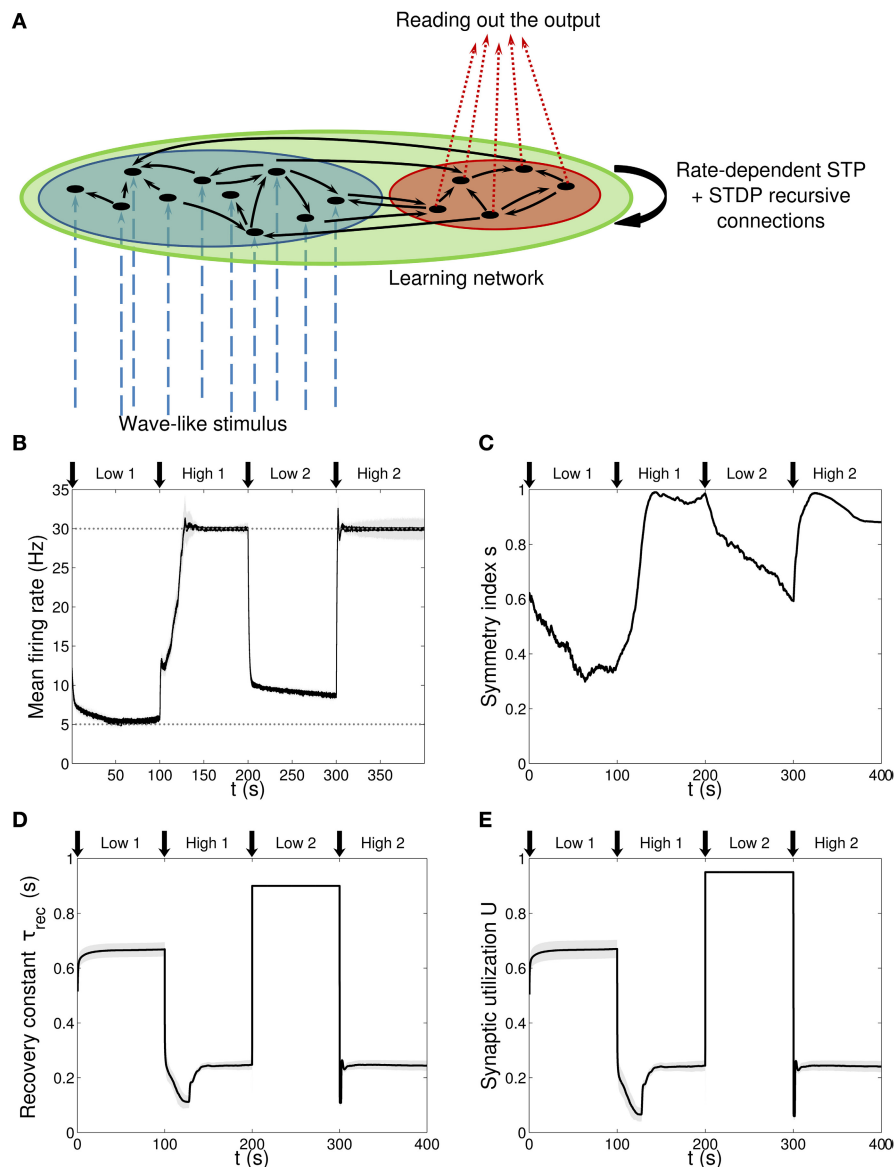 A
Reading out the output
Rate-dependent STP
+ STDP recursive
connections
Learning network
Wave-like stimulus
B
Low 1 High 1 Low 2 High 2
Mean firing rate (Hz)
35
30
25
20
15
10
5
0
50 100 150 200 250 300 350
t (s)
C
Low 1 High 1 Low 2 High 2
Symmetry index s
1
0.8
0.6
0.4
0.2
0 100 200 300 400
t (s)
D
Low 1 High 1 Low 2 High 2
Recovery constant τrec (s)
1
0.8
0.6
0.4
0.2
0
0 100 200 300 400
t (s)
E
Low 1 High 1 Low 2 High 2
Synaptic utilization U
1
0.8
0.6
0.4
0.2
0
0 100 200 300 400
t (s)